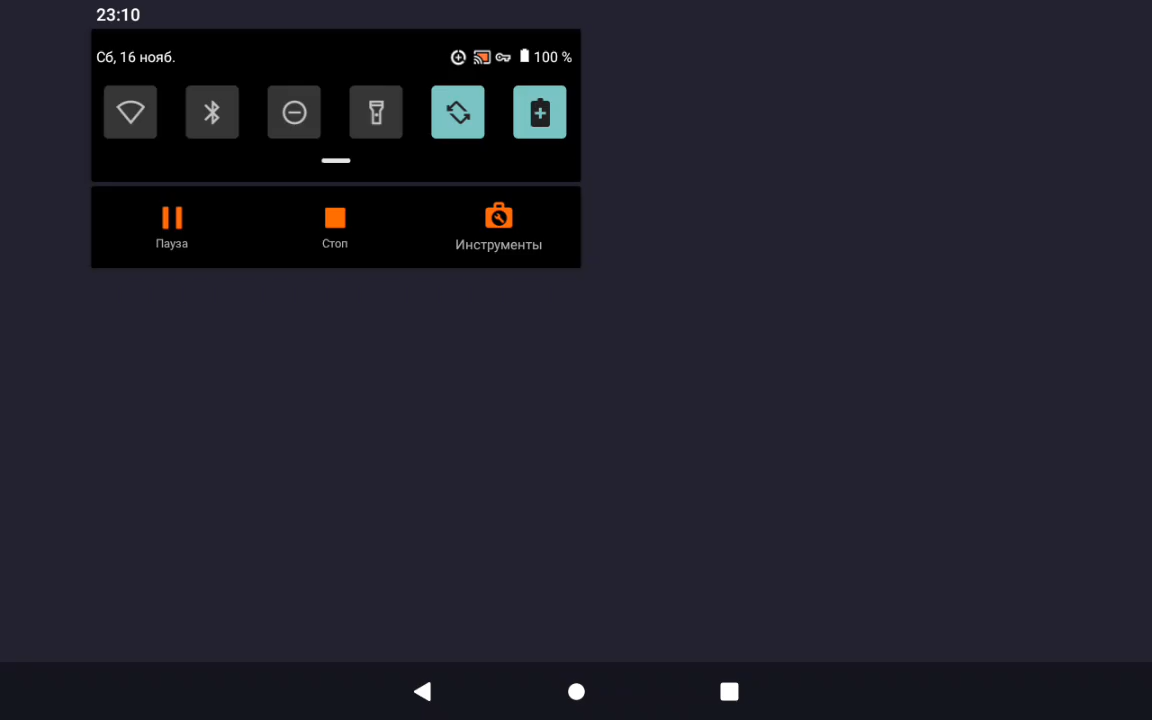 23:10
Сб, 16 нояб.
100 %
Пауза
Стоп
Инструменты